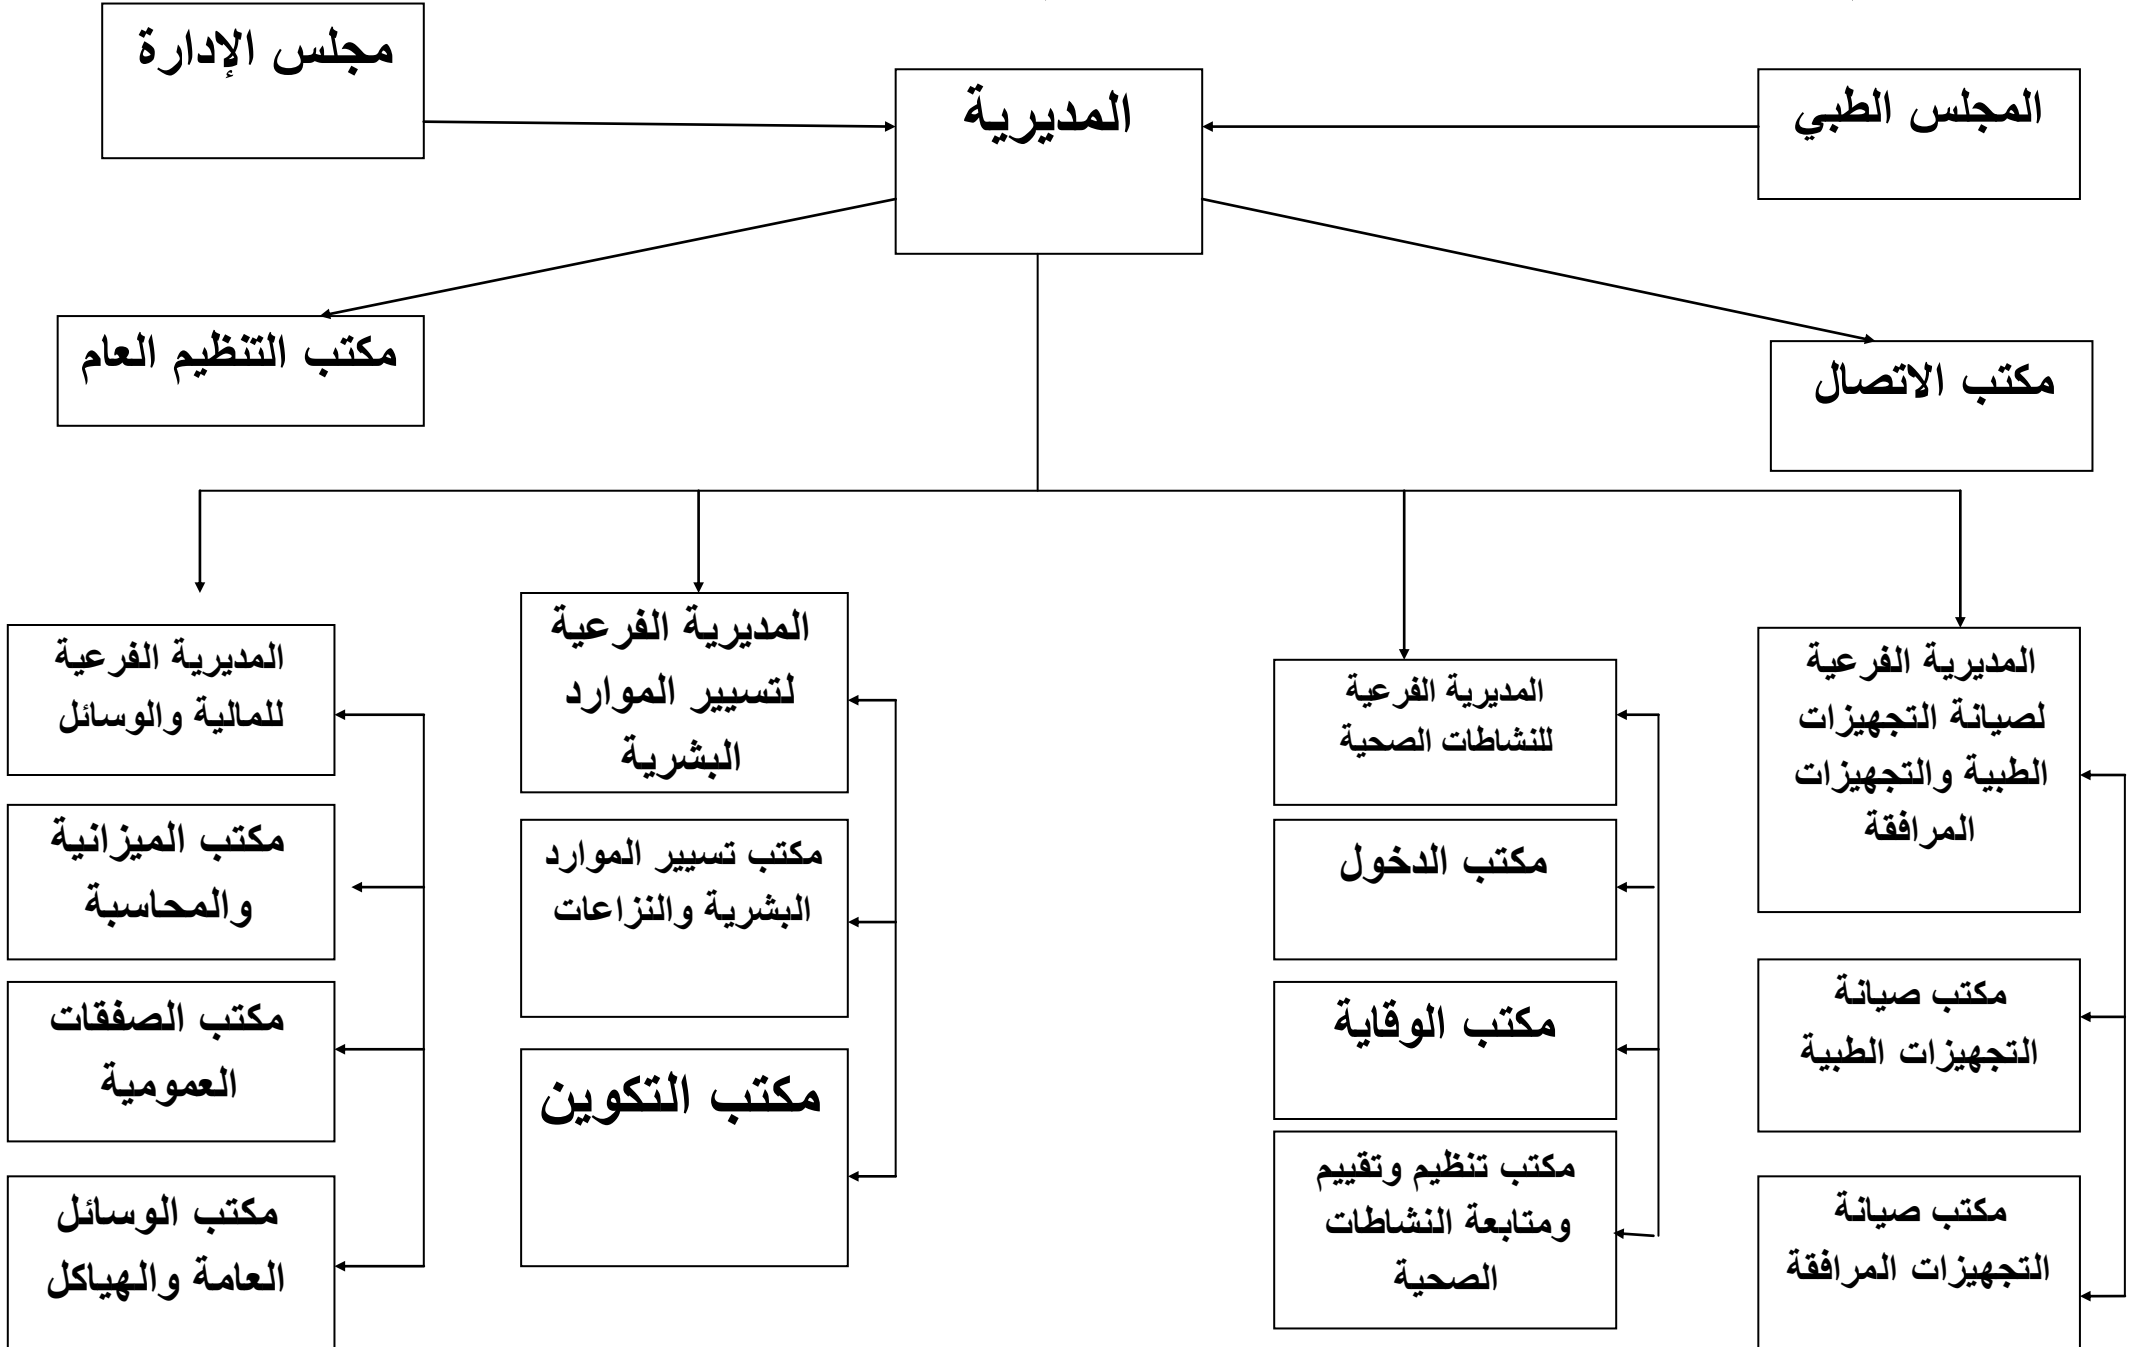 مجلس الإدارة
المديرية
المجلس الطبي
مكتب التنظيم العام
مكتب الاتصال
المديرية الفرعية
لصيانة التجهيزات
الطبية والتجهيزات
المرافقة
مكتب صيانة
التجهيزات الطبية
مكتب صيانة
التجهيزات المرافقة
المديرية الفرعية
للنشاطات الصحية
مكتب الدخول
مكتب الوقاية
مكتب تنظيم وتقييم
ومتابعة النشاطات
الصحية
المديرية الفرعية
لتسيير الموارد
البشرية
مكتب تسيير الموارد
البشرية والنزاعات
مكتب التكوين
المديرية الفرعية
للمالية والوسائل
مكتب الميزانية
والمحاسبة
مكتب الصفقات
العمومية
مكتب الوسائل
العامة والهياكل